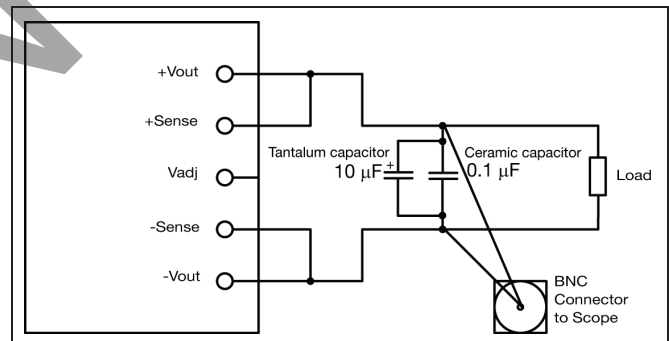 +Vout
+Sense
Vadj
-Sense
-Vout
Tantalum capacitor
10 μF
+
Ceramic capacitor
0.1 μF
Load
BNC
Connector
to Scope